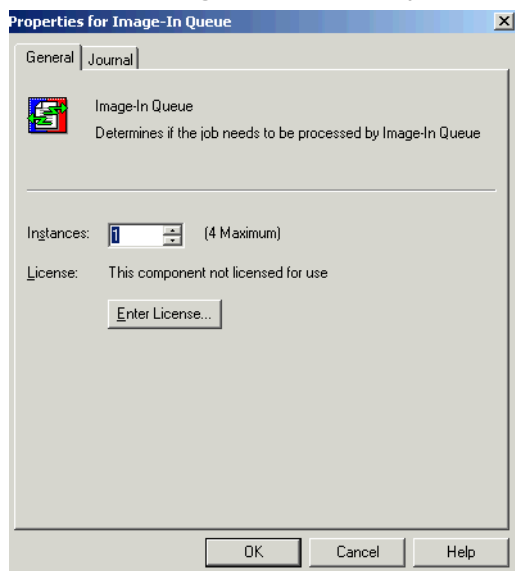 Properties for Image-In Queue
General Journal
Image-In Queue
Determines if the job needs to be processed by Image-In Queue
Instances: 1 (4 Maximum)
License: This component not licensed for use
Enter License...
OK Cancel Help